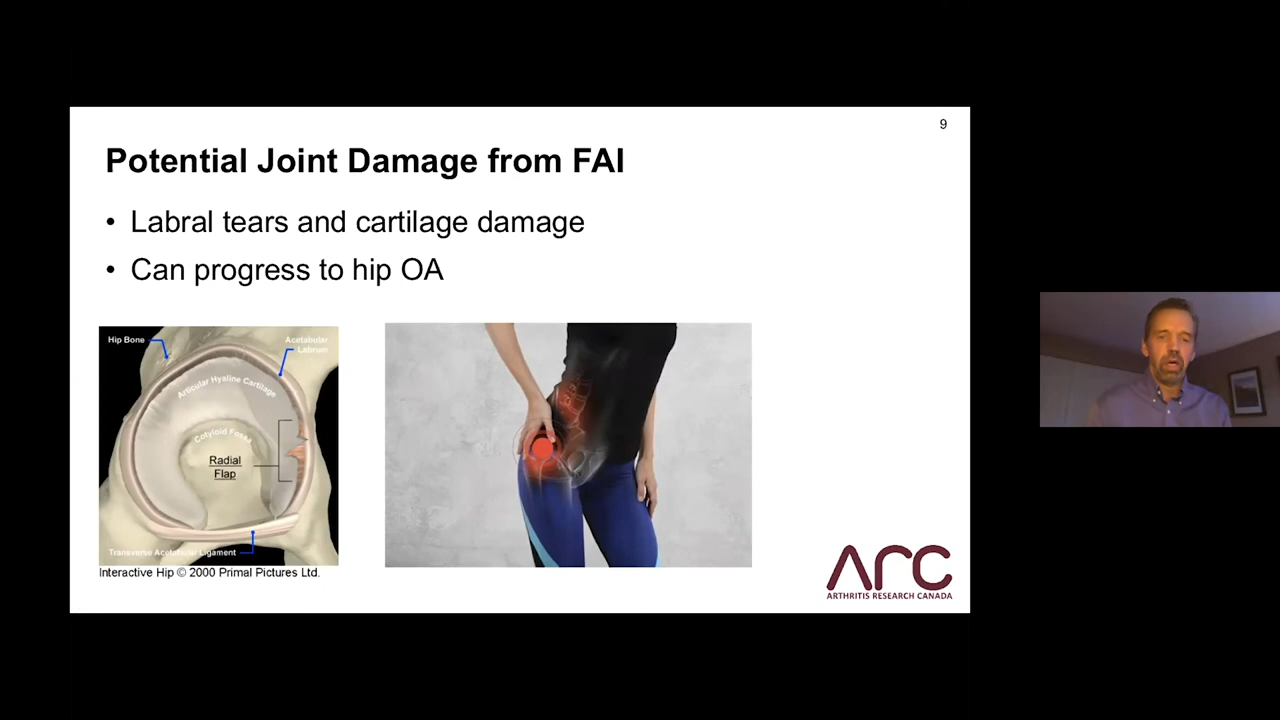 9
Potential Joint Damage from FAI
• Labral tears and cartilage damage
• Can progress to hip OA
Hip Bone
Acetabular
Labrum
Articular Hyaline Cartilage
Cotyloid Fossa
Radial
Flap
Transverse Acetabular Ligament
Interactive Hip © 2000 Primal Pictures Ltd.
ARC
ARTHRITIS RESEARCH CANADA